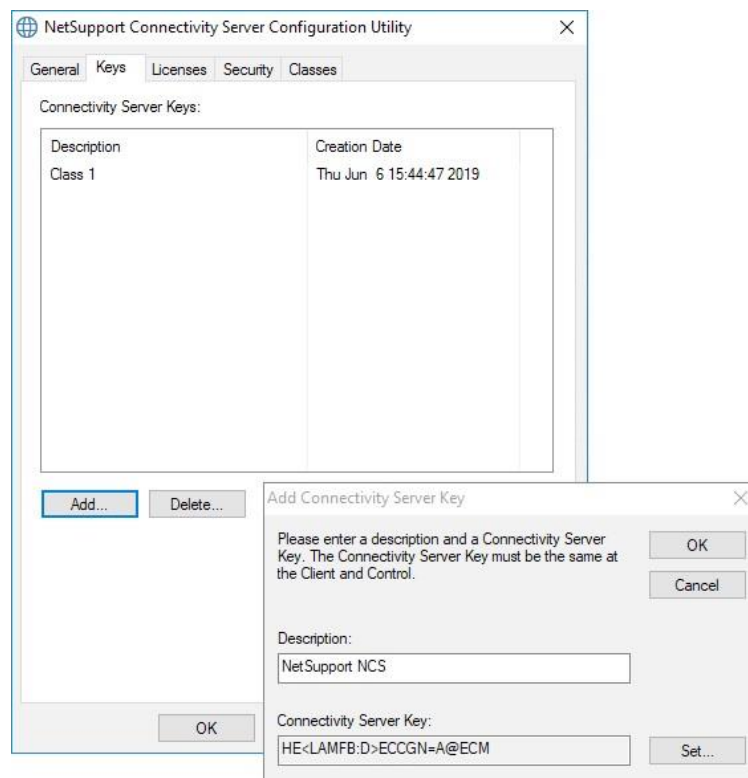 NetSupport Connectivity Server Configuration Utility
General Keys Licenses Security Classes
Connectivity Server Keys:
Description Creation Date
Class 1 Thu Jun 6 15:44:47 2019
Add... Delete...
OK
Add Connectivity Server Key
Please enter a description and a Connectivity Server
Key. The Connectivity Server Key must be the same at
the Client and Control.
OK
Cancel
Description:
NetSupport NCS
Connectivity Server Key:
HE<LAMFB:D>ECCGN=A@ECM
Set...